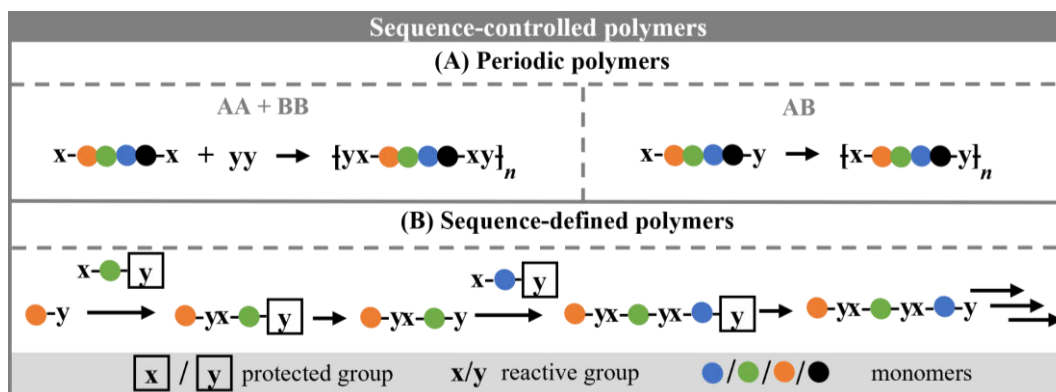 Sequence-controlled polymers
(A) Periodic polymers
AA + BB
AB
x- -x + yy {yx- -xy}n
x- -y {x- -y}n
(B) Sequence-defined polymers
x- - y
x- - y
-y -yx- - y -yx- -y -yx- -yx- - y -yx- -yx- -y
x / y protected group x/y reactive group / / / monomers